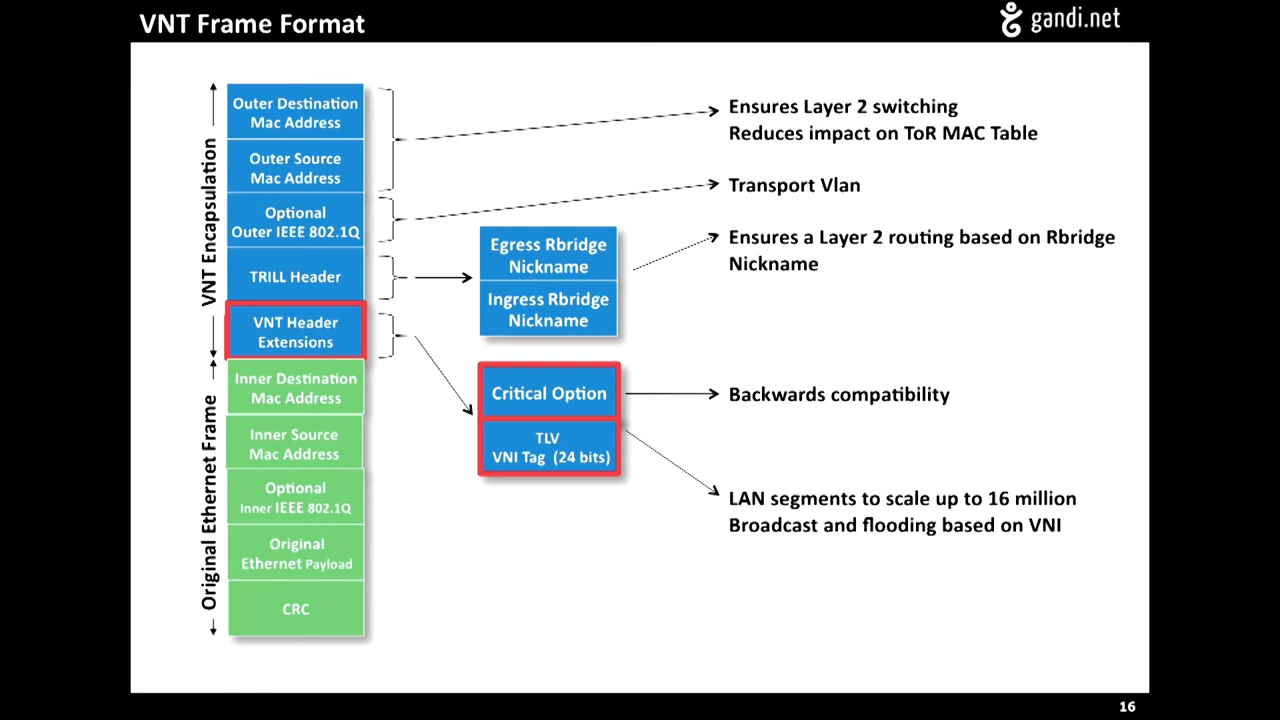 VNT Frame Format
gandi.net
VNT Encapsulation
Outer Destination
Mac Address
Outer Source
Mac Address
Optional
Outer IEEE 802.1Q
TRILL Header
VNT Header
Extensions
Original Ethernet Frame
Inner Destination
Mac Address
Inner Source
Mac Address
Optional
Inner IEEE 802.1Q
Original
Ethernet Payload
CRC
Egress Rbridge
Nickname
Ingress Rbridge
Nickname
Critical Option
TLV
VNI Tag (24 bits)
Ensures Layer 2 switching
Reduces impact on ToR MAC Table
Transport Vlan
Ensures a Layer 2 routing based on Rbridge
Nickname
Backwards compatibility
LAN segments to scale up to 16 million
Broadcast and flooding based on VNI
16